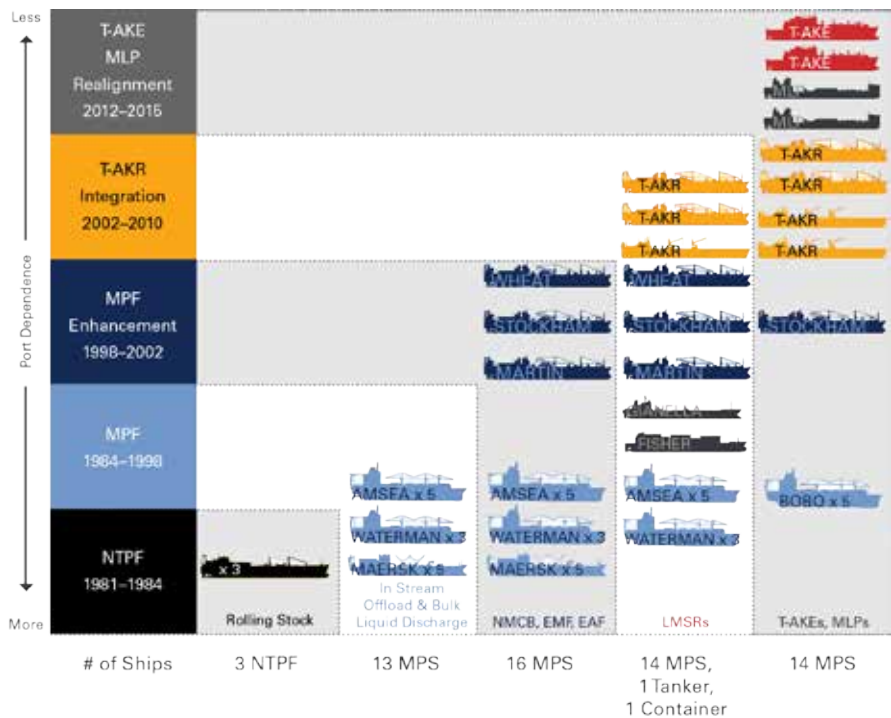 Less
T-AKE
MLP
Realignment
2012–2015
T-AKE
T-AKE
T-AKR
Integration
2002–2010
T-AKR
T-AKR
T-AKR
T-AKR
T-AKR
T-AKR
T-AKR
Port Dependence
MPF
Enhancement
1998–2002
WHEAT
WHEAT
STOCKHAM
STOCKHAM
STOCKHAM
MARTIN
MARTIN
MPF
1984–1998
FISHER
AMSEA x 5
AMSEA x 5
AMSEA x 5
BOBO x 5
WATERMAN x 3
WATERMAN x 3
WATERMAN x 3
NTPF
1981–1984
x 3
MAERSK x 5
MAERSK x 5
More
Rolling Stock
In Stream
Offload & Bulk
Liquid Discharge
NMCB, EMF, EAF
LMSRs
T-AKEs, MLPs
# of Ships
3 NTPF
13 MPS
16 MPS
14 MPS,
1 Tanker,
1 Container
14 MPS